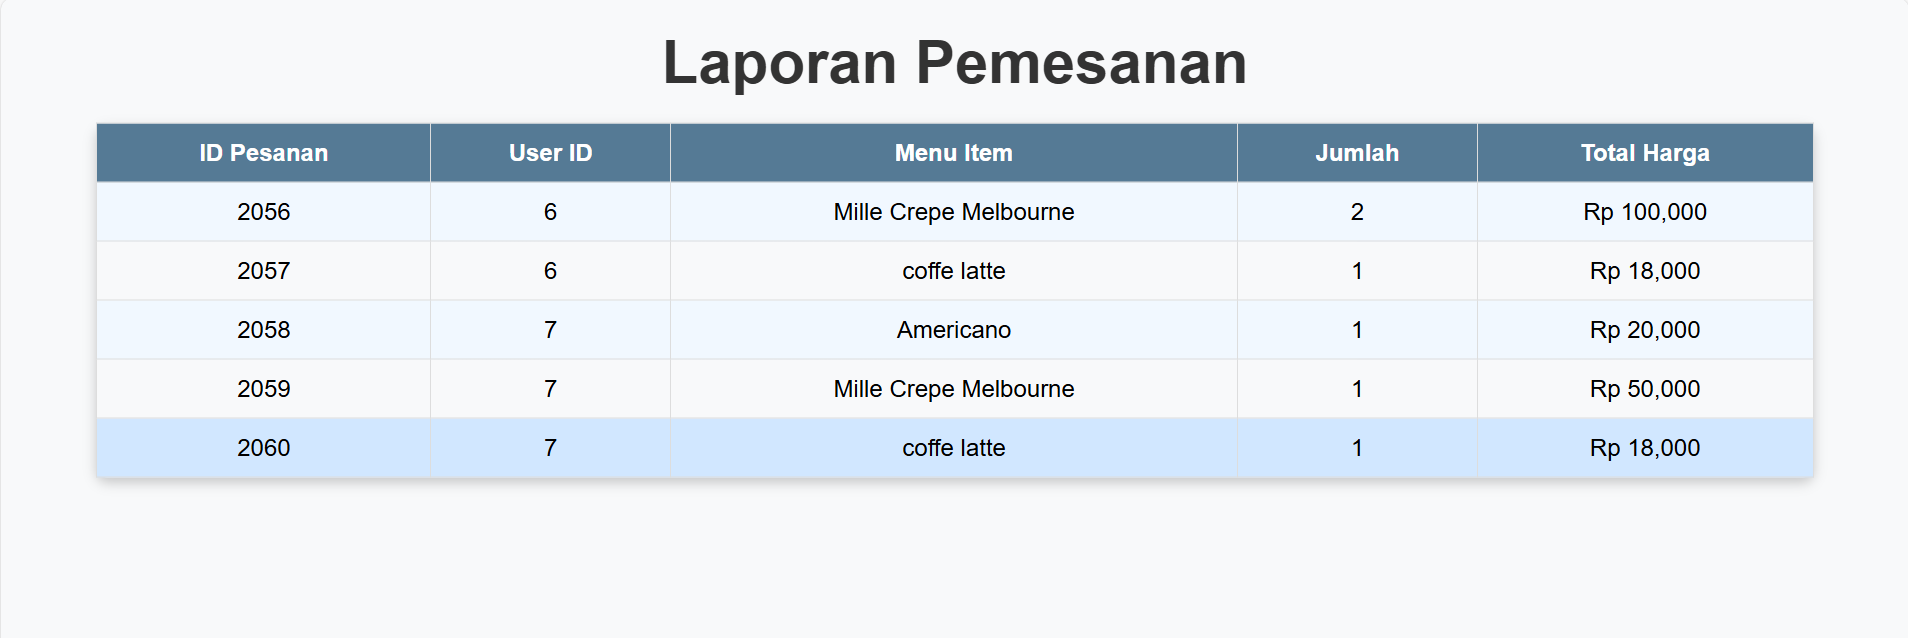 Laporan Pemesanan
ID Pesanan User ID Menu Item Jumlah Total Harga
2056 6 Mille Crepe Melbourne 2 Rp 100,000
2057 6 coffe latte 1 Rp 18,000
2058 7 Americano 1 Rp 20,000
2059 7 Mille Crepe Melbourne 1 Rp 50,000
2060 7 coffe latte 1 Rp 18,000